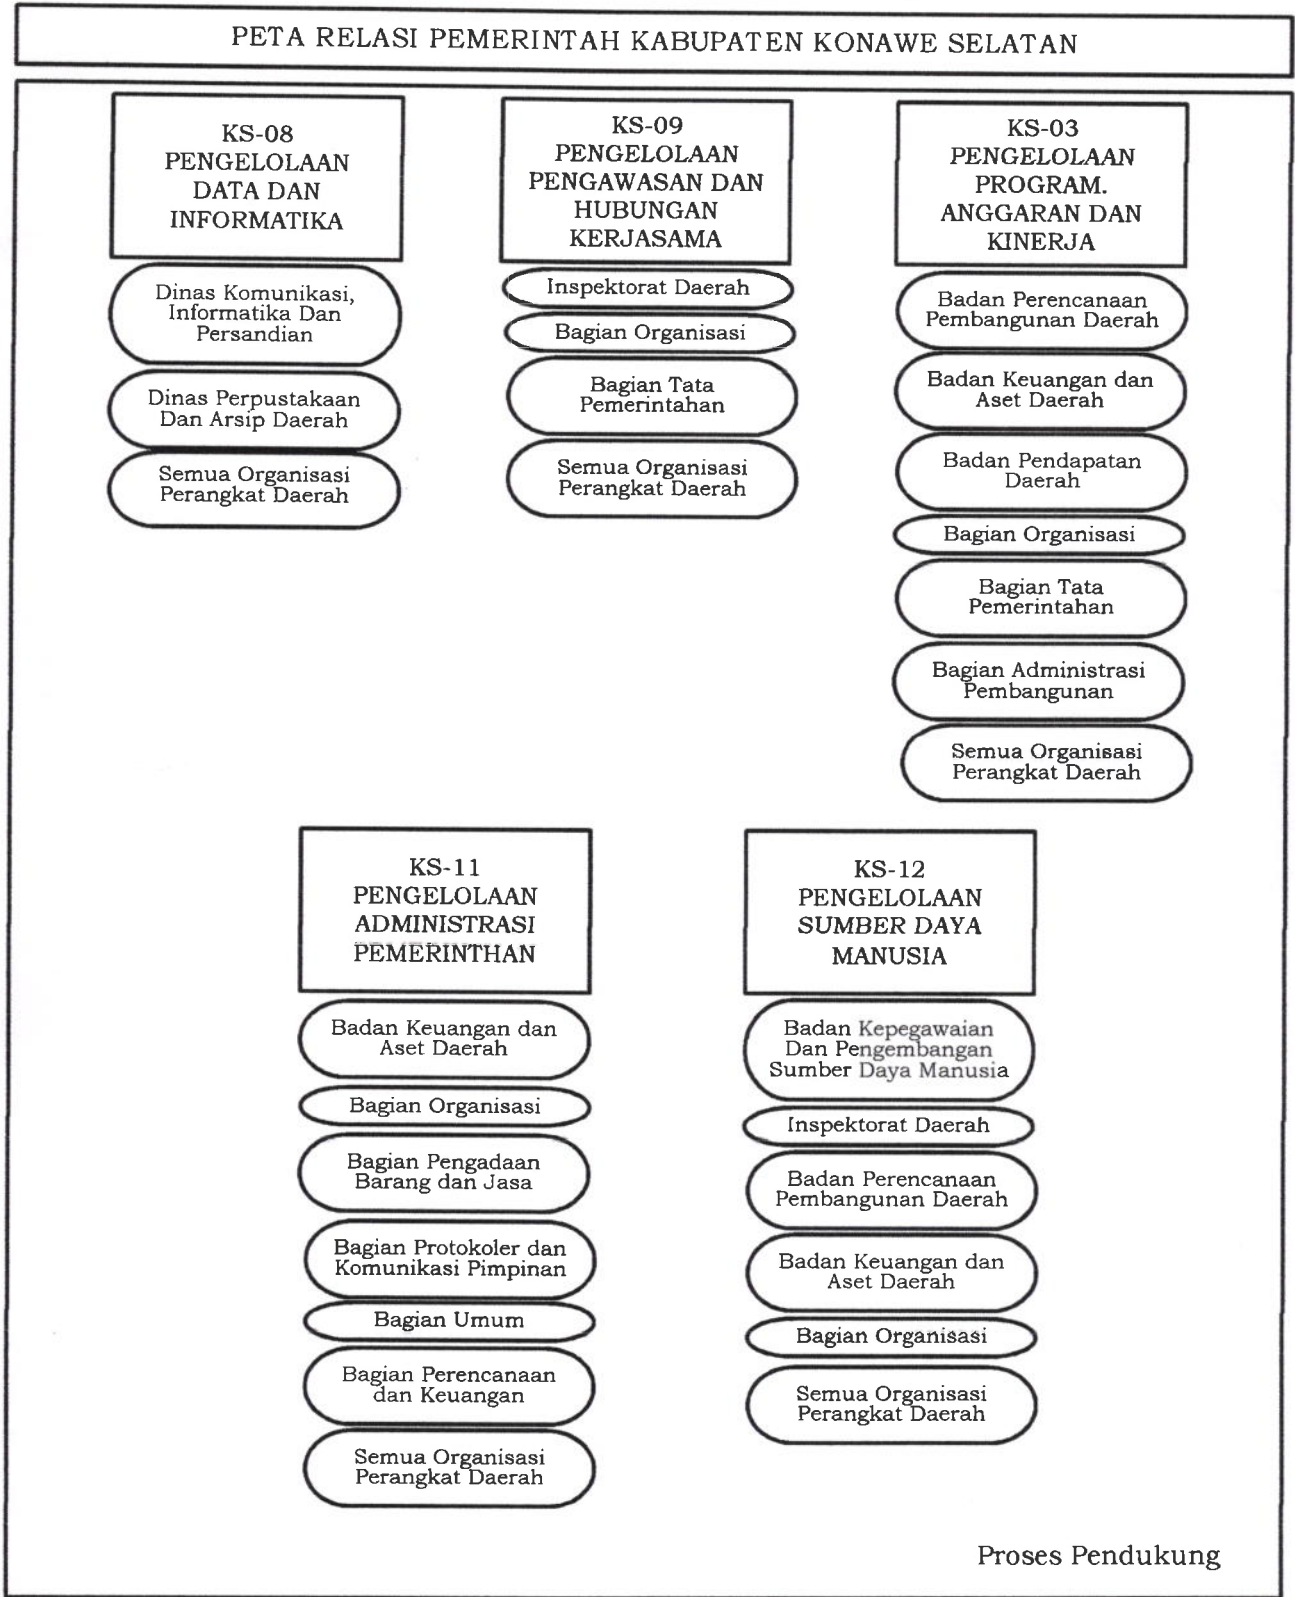 PETA RELASI PEMERINTAH KABUPATEN KONAWE SELATAN
KS-08
PENGELOLAAN
DATA DAN
INFORMATIKA
Dinas Komunikasi,
Informatika Dan
Persandian
Dinas Perpustakaan
Dan Arsip Daerah
Semua Organisasi
Perangkat Daerah
KS-09
PENGELOLAAN
PENGAWASAN DAN
HUBUNGAN
KERJASAMA
Inspektorat Daerah
Bagian Organisasi
Bagian Tata
Pemerintahan
Semua Organisasi
Perangkat Daerah
KS-03
PENGELOLAAN
PROGRAM.
ANGGARAN DAN
KINERJA
Badan Perencanaan
Pembangunan Daerah
Badan Keuangan dan
Aset Daerah
Badan Pendapatan
Daerah
Bagian Organisasi
Bagian Tata
Pemerintahan
Bagian Administrasi
Pembangunan
Semua Organisasi
Perangkat Daerah
KS-11
PENGELOLAAN
ADMINISTRASI
PEMERINTHAN
Badan Keuangan dan
Aset Daerah
Bagian Organisasi
Bagian Pengadaan
Barang dan Jasa
Bagian Protokoler dan
Komunikasi Pimpinan
Bagian Umum
Bagian Perencanaan
dan Keuangan
Semua Organisasi
Perangkat Daerah
KS-12
PENGELOLAAN
SUMBER DAYA
MANUSIA
Badan Kepegawaian
Dan Pengembangan
Sumber Daya Manusia
Inspektorat Daerah
Badan Perencanaan
Pembangunan Daerah
Badan Keuangan dan
Aset Daerah
Bagian Organisasi
Semua Organisasi
Perangkat Daerah
Proses Pendukung